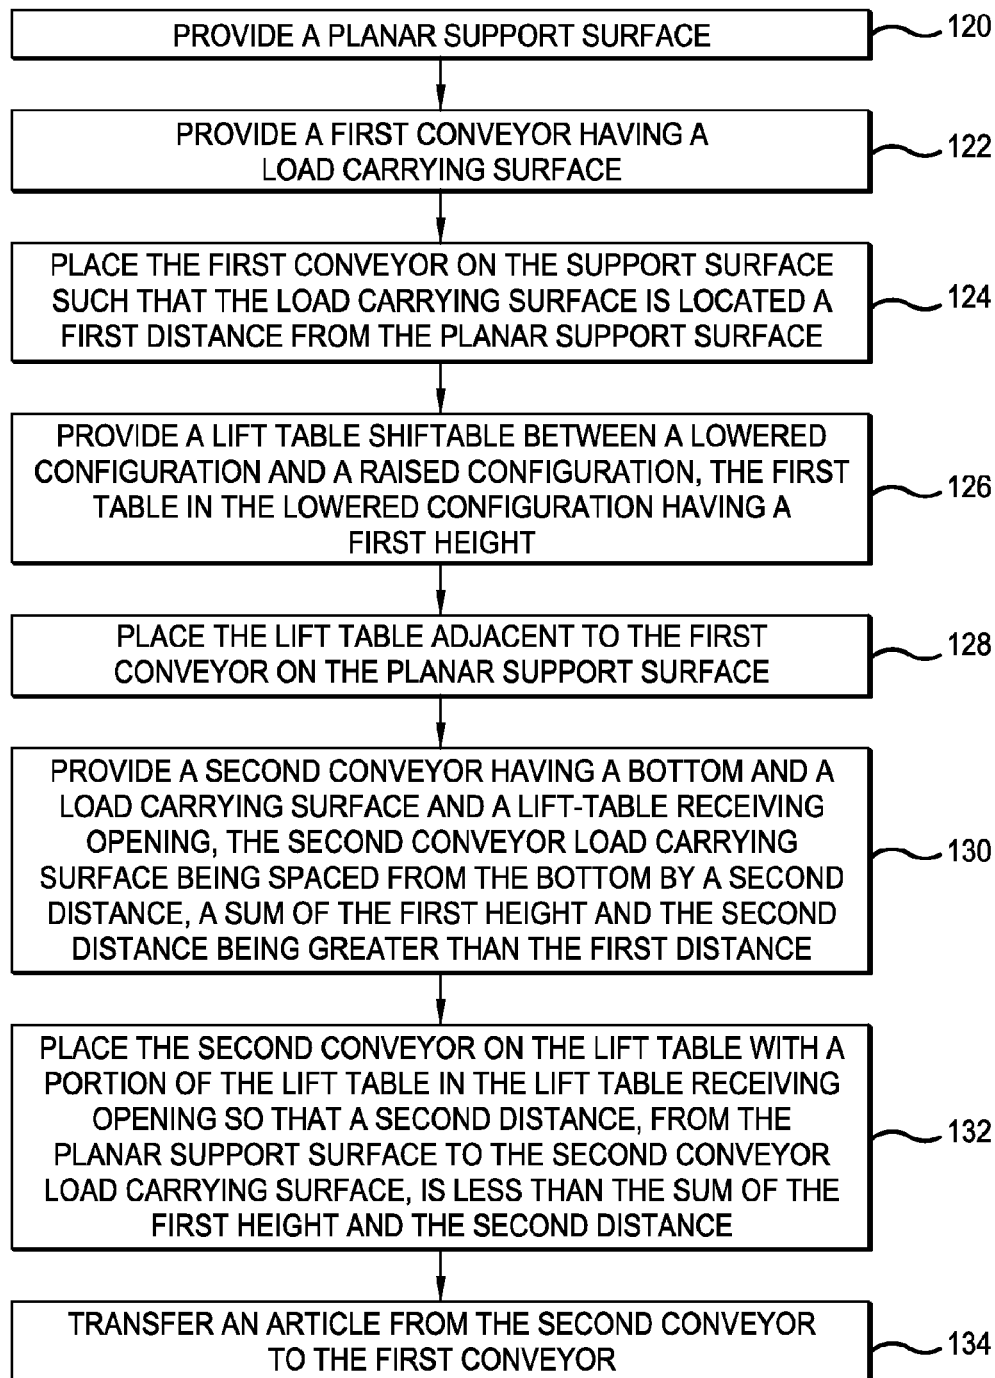 PROVIDE A PLANAR SUPPORT SURFACE
120
PROVIDE A FIRST CONVEYOR HAVING A
LOAD CARRYING SURFACE
122
PLACE THE FIRST CONVEYOR ON THE SUPPORT SURFACE
SUCH THAT THE LOAD CARRYING SURFACE IS LOCATED A
FIRST DISTANCE FROM THE PLANAR SUPPORT SURFACE
124
PROVIDE A LIFT TABLE SHIFTABLE BETWEEN A LOWERED
CONFIGURATION AND A RAISED CONFIGURATION, THE FIRST
TABLE IN THE LOWERED CONFIGURATION HAVING A
FIRST HEIGHT
126
PLACE THE LIFT TABLE ADJACENT TO THE FIRST
CONVEYOR ON THE PLANAR SUPPORT SURFACE
128
PROVIDE A SECOND CONVEYOR HAVING A BOTTOM AND A
LOAD CARRYING SURFACE AND A LIFT-TABLE RECEIVING
OPENING, THE SECOND CONVEYOR LOAD CARRYING
SURFACE BEING SPACED FROM THE BOTTOM BY A SECOND
DISTANCE, A SUM OF THE FIRST HEIGHT AND THE SECOND
DISTANCE BEING GREATER THAN THE FIRST DISTANCE
130
PLACE THE SECOND CONVEYOR ON THE LIFT TABLE WITH A
PORTION OF THE LIFT TABLE IN THE LIFT TABLE RECEIVING
OPENING SO THAT A SECOND DISTANCE, FROM THE
PLANAR SUPPORT SURFACE TO THE SECOND CONVEYOR
LOAD CARRYING SURFACE, IS LESS THAN THE SUM OF THE
FIRST HEIGHT AND THE SECOND DISTANCE
132
TRANSFER AN ARTICLE FROM THE SECOND CONVEYOR
TO THE FIRST CONVEYOR
134